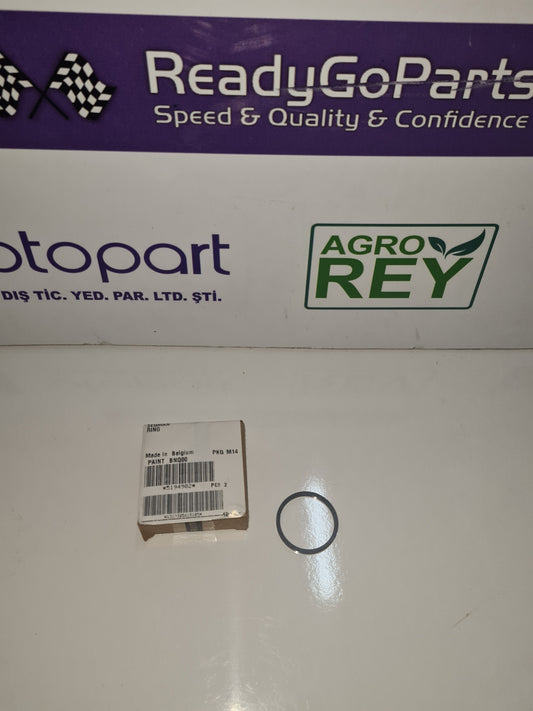 ReadyGoParts
Speed & Quality & Confidence
otopart
DIŞ TİC. YED. PAR. LTD. ŞTİ.
AGRO
REY
RING
Made in Belgium PKG M14
PAINT BNQ00
*5194902* PCS 2